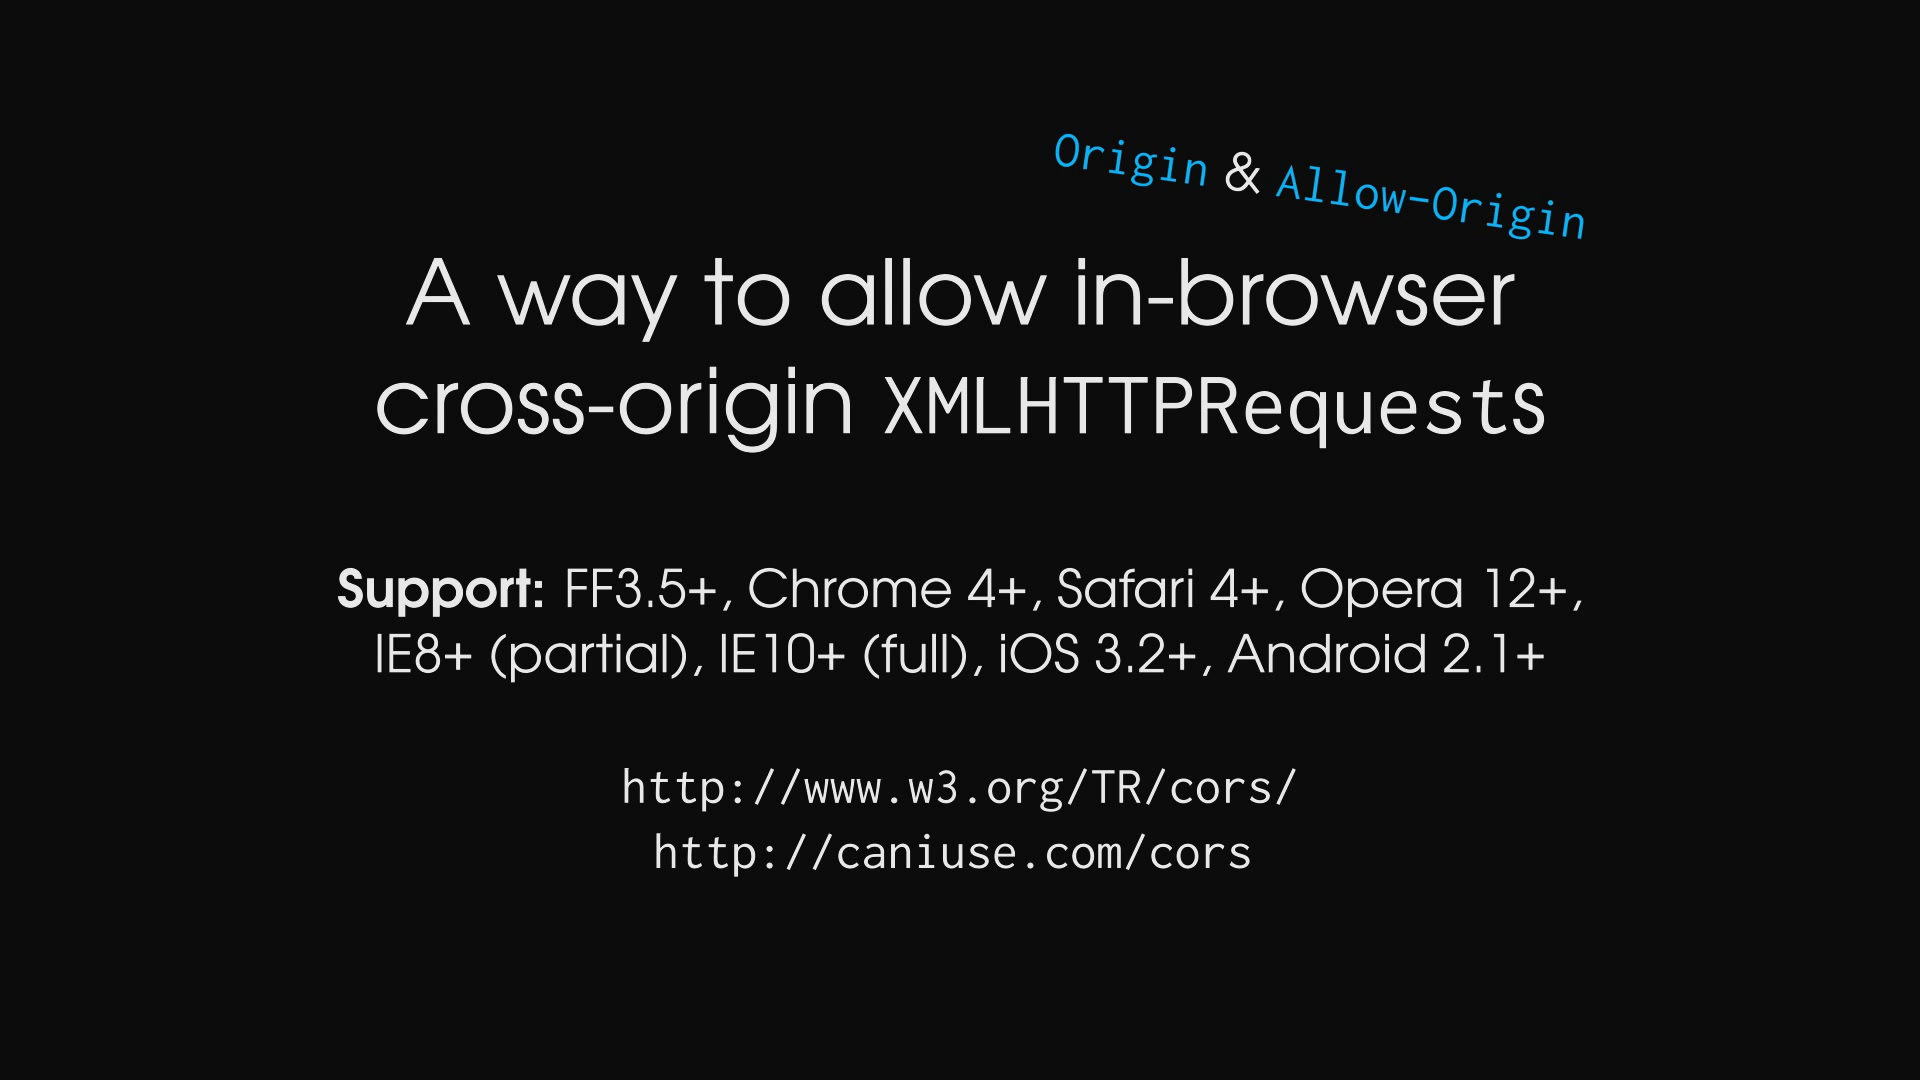 Origin & Allow-Origin
A way to allow in-browser
cross-origin XMLHTTPRequests
Support: FF3.5+, Chrome 4+, Safari 4+, Opera 12+,
IE8+ (partial), IE10+ (full), iOS 3.2+, Android 2.1+
http://www.w3.org/TR/cors/
http://caniuse.com/cors